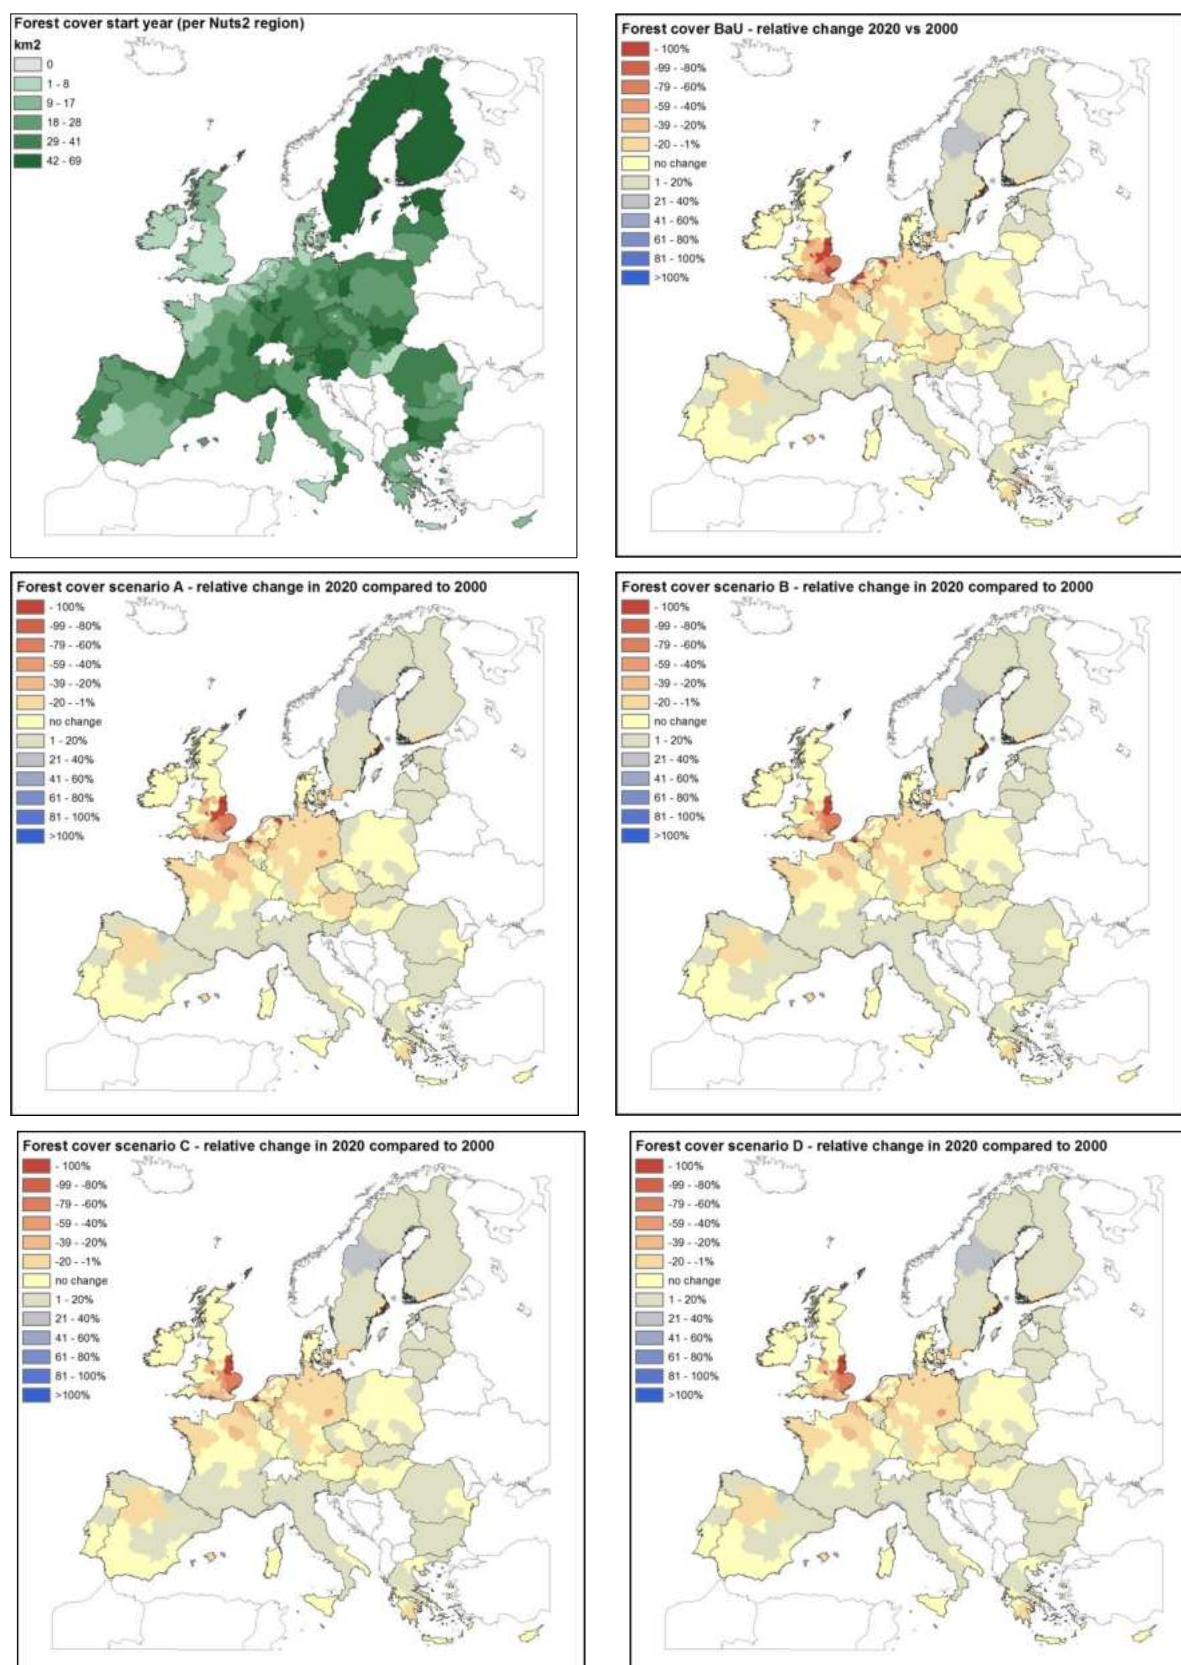 Forest cover start year (per Nuts2 region)
km2
0
1 - 8
9 - 17
18 - 28
29 - 41
42 - 69
Forest cover BaU - relative change 2020 vs 2000
- 100%
-99 - -80%
-79 - -60%
-59 - -40%
-39 - -20%
-20 - -1%
no change
1 - 20%
21 - 40%
41 - 60%
61 - 80%
81 - 100%
>100%
Forest cover scenario A - relative change in 2020 compared to 2000
- 100%
-99 - -80%
-79 - -60%
-59 - -40%
-39 - -20%
-20 - -1%
no change
1 - 20%
21 - 40%
41 - 60%
61 - 80%
81 - 100%
>100%
Forest cover scenario B - relative change in 2020 compared to 2000
- 100%
-99 - -80%
-79 - -60%
-59 - -40%
-39 - -20%
-20 - -1%
no change
1 - 20%
21 - 40%
41 - 60%
61 - 80%
81 - 100%
>100%
Forest cover scenario C - relative change in 2020 compared to 2000
- 100%
-99 - -80%
-79 - -60%
-59 - -40%
-39 - -20%
-20 - -1%
no change
1 - 20%
21 - 40%
41 - 60%
61 - 80%
81 - 100%
>100%
Forest cover scenario D - relative change in 2020 compared to 2000
- 100%
-99 - -80%
-79 - -60%
-59 - -40%
-39 - -20%
-20 - -1%
no change
1 - 20%
21 - 40%
41 - 60%
61 - 80%
81 - 100%
>100%